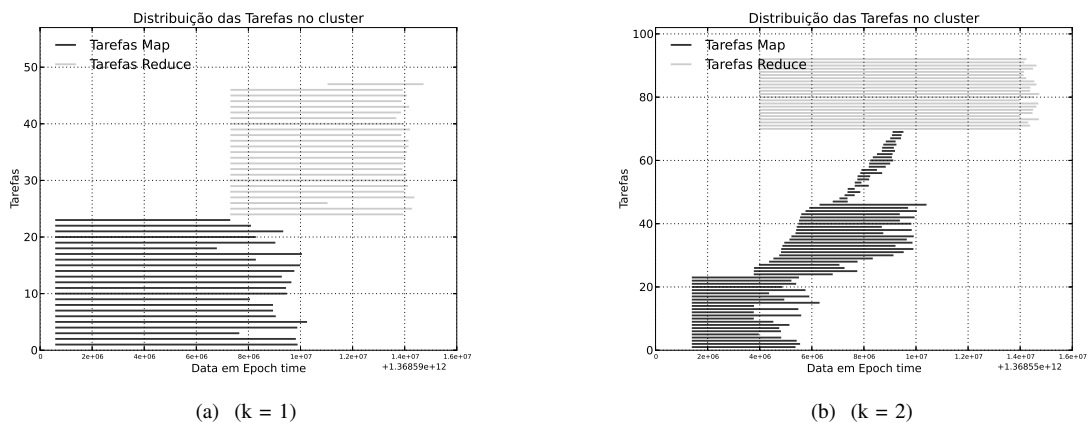 Distribuição das Tarefas no cluster
Tarefas Map
Tarefas Reduce
50
40
30
20
10
0
Tarefas
0 2e+06 4e+06 6e+06 8e+06 1e+07 1.2e+07 1.4e+07 1.6e+07
Data em Epoch time
+1.36859e+12
(a) (k = 1)
Distribuição das Tarefas no cluster
Tarefas Map
Tarefas Reduce
100
80
60
40
20
0
Tarefas
0 2e+06 4e+06 6e+06 8e+06 1e+07 1.2e+07 1.4e+07 1.6e+07
Data em Epoch time
+1.36855e+12
(b) (k = 2)